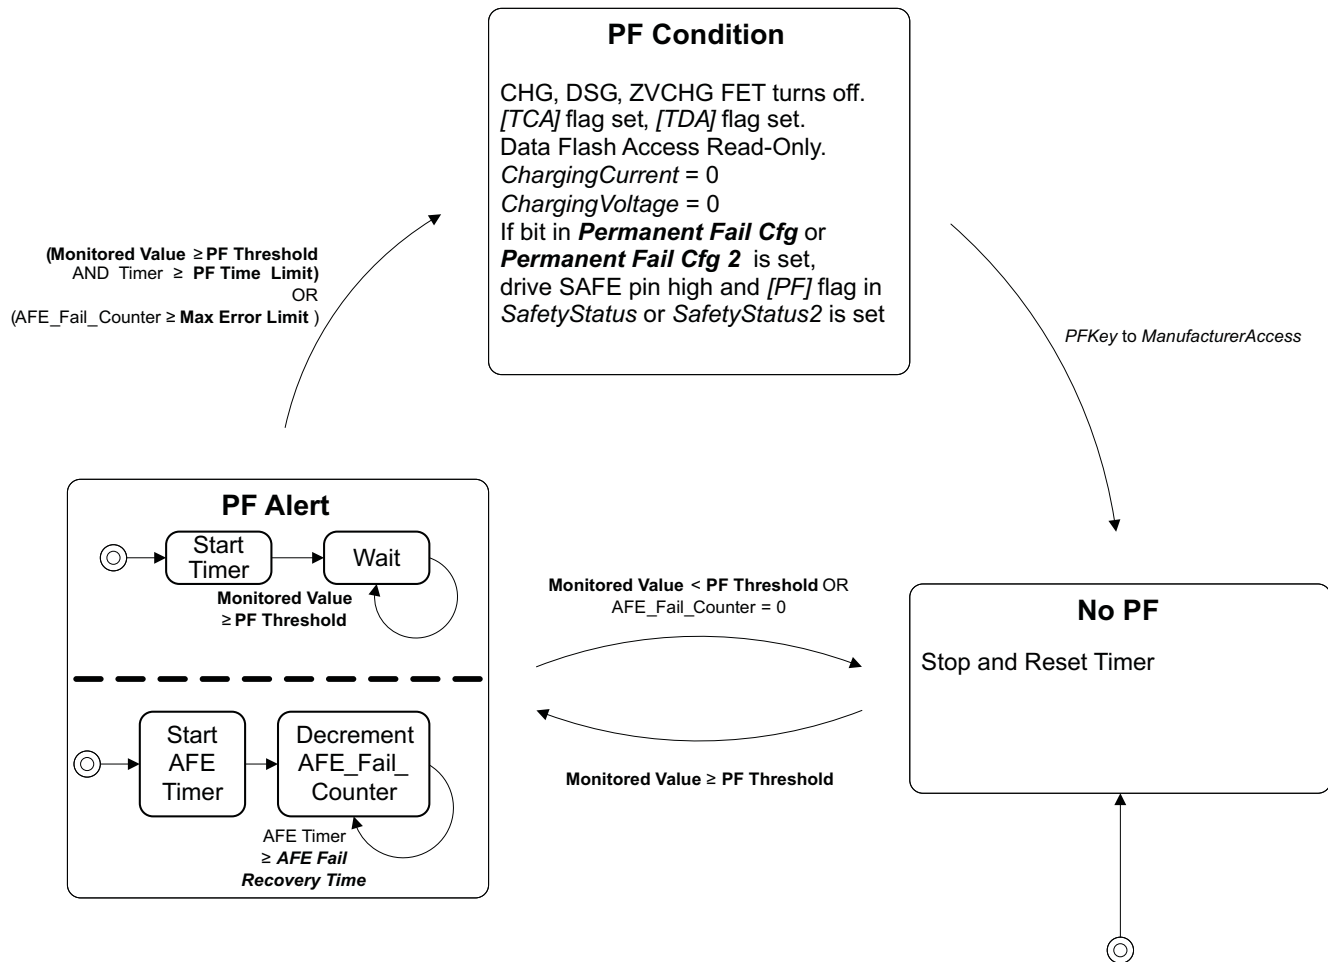 PF Condition
CHG, DSG, ZVCHG FET turns off.
[TCA] flag set, [TDA] flag set.
Data Flash Access Read-Only.
ChargingCurrent = 0
ChargingVoltage = 0
If bit in Permanent Fail Cfg or
Permanent Fail Cfg 2 is set,
drive SAFE pin high and [PF] flag in
SafetyStatus or SafetyStatus2 is set
(Monitored Value ≥ PF Threshold
AND Timer ≥ PF Time Limit)
OR
(AFE_Fail_Counter ≥ Max Error Limit )
PFKey to ManufacturerAccess
PF Alert
Start
Timer
Wait
Monitored Value
≥ PF Threshold
Start
AFE
Timer
Decrement
AFE_Fail_
Counter
AFE Timer
≥ AFE Fail
Recovery Time
Monitored Value < PF Threshold OR
AFE_Fail_Counter = 0
Monitored Value ≥ PF Threshold
No PF
Stop and Reset Timer